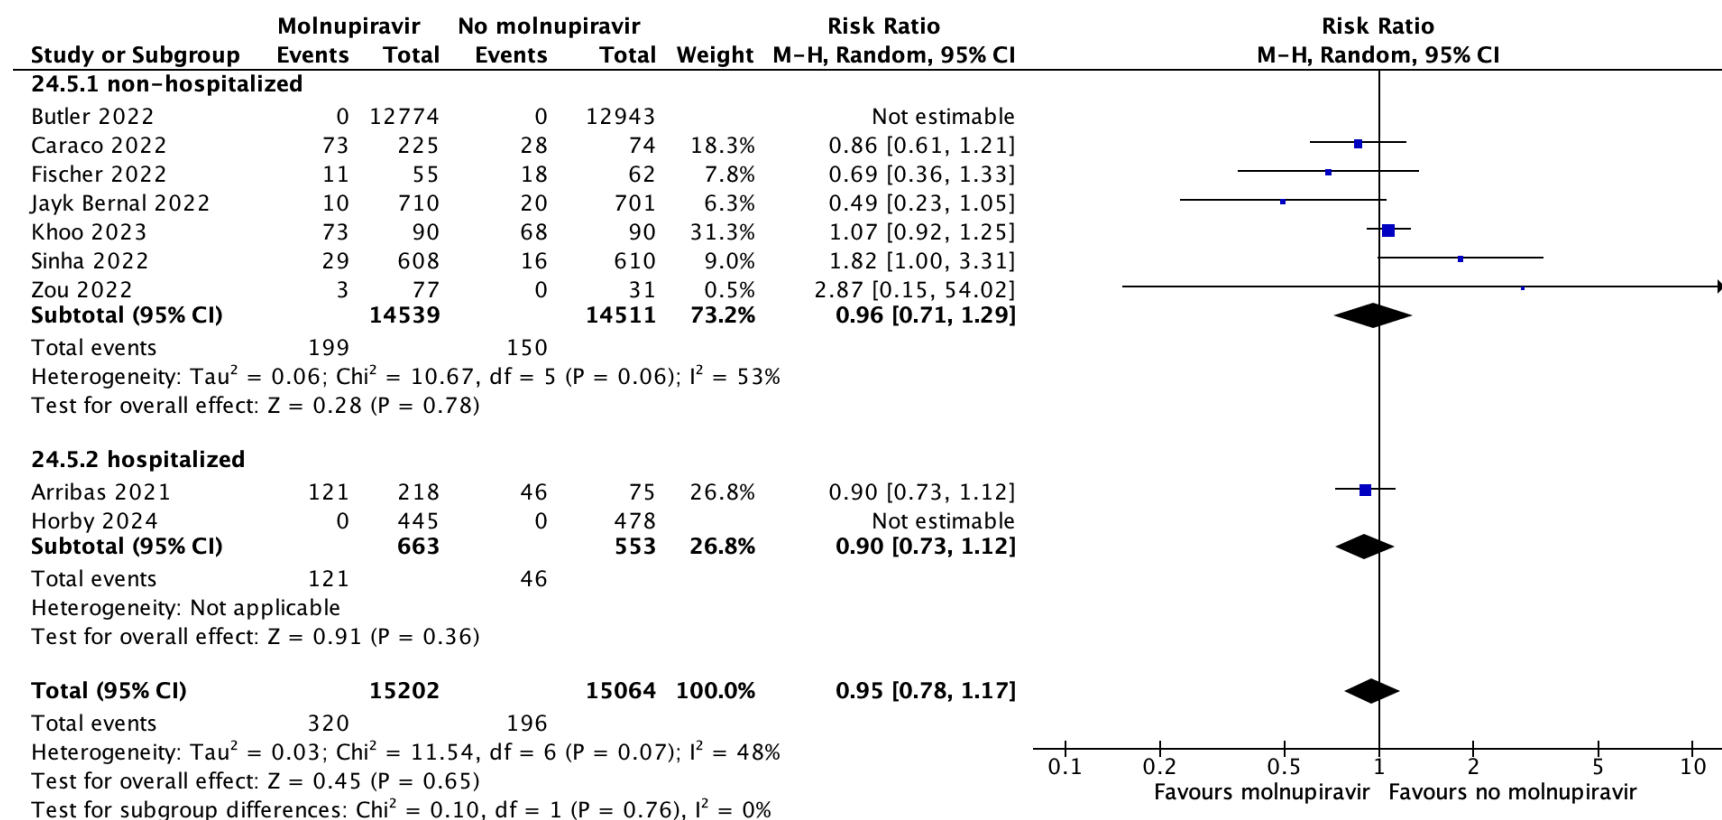 Molnupiravir No molnupiravir Risk Ratio Risk Ratio
Study or Subgroup Events Total Events Total Weight M-H, Random, 95% CI M-H, Random, 95% CI
24.5.1 non-hospitalized
Butler 2022 0 12774 0 12943 Not estimable
Caraco 2022 73 225 28 74 18.3% 0.86 [0.61, 1.21]
Fischer 2022 11 55 18 62 7.8% 0.69 [0.36, 1.33]
Jayk Bernal 2022 10 710 20 701 6.3% 0.49 [0.23, 1.05]
Khoo 2023 73 90 68 90 31.3% 1.07 [0.92, 1.25]
Sinha 2022 29 608 16 610 9.0% 1.82 [1.00, 3.31]
Zou 2022 3 77 0 31 0.5% 2.87 [0.15, 54.02]
Subtotal (95% CI) 14539 14511 73.2% 0.96 [0.71, 1.29]
Total events 199 150
Heterogeneity: Tau² = 0.06; Chi² = 10.67, df = 5 (P = 0.06); I² = 53%
Test for overall effect: Z = 0.28 (P = 0.78)
24.5.2 hospitalized
Arribas 2021 121 218 46 75 26.8% 0.90 [0.73, 1.12]
Horby 2024 0 445 0 478 Not estimable
Subtotal (95% CI) 663 553 26.8% 0.90 [0.73, 1.12]
Total events 121 46
Heterogeneity: Not applicable
Test for overall effect: Z = 0.91 (P = 0.36)
Total (95% CI) 15202 15064 100.0% 0.95 [0.78, 1.17]
Total events 320 196
Heterogeneity: Tau² = 0.03; Chi² = 11.54, df = 6 (P = 0.07); I² = 48%
Test for overall effect: Z = 0.45 (P = 0.65)
Test for subgroup differences: Chi² = 0.10, df = 1 (P = 0.76), I² = 0%
0.1 0.2 0.5 1 2 5 10
Favours molnupiravir Favours no molnupiravir